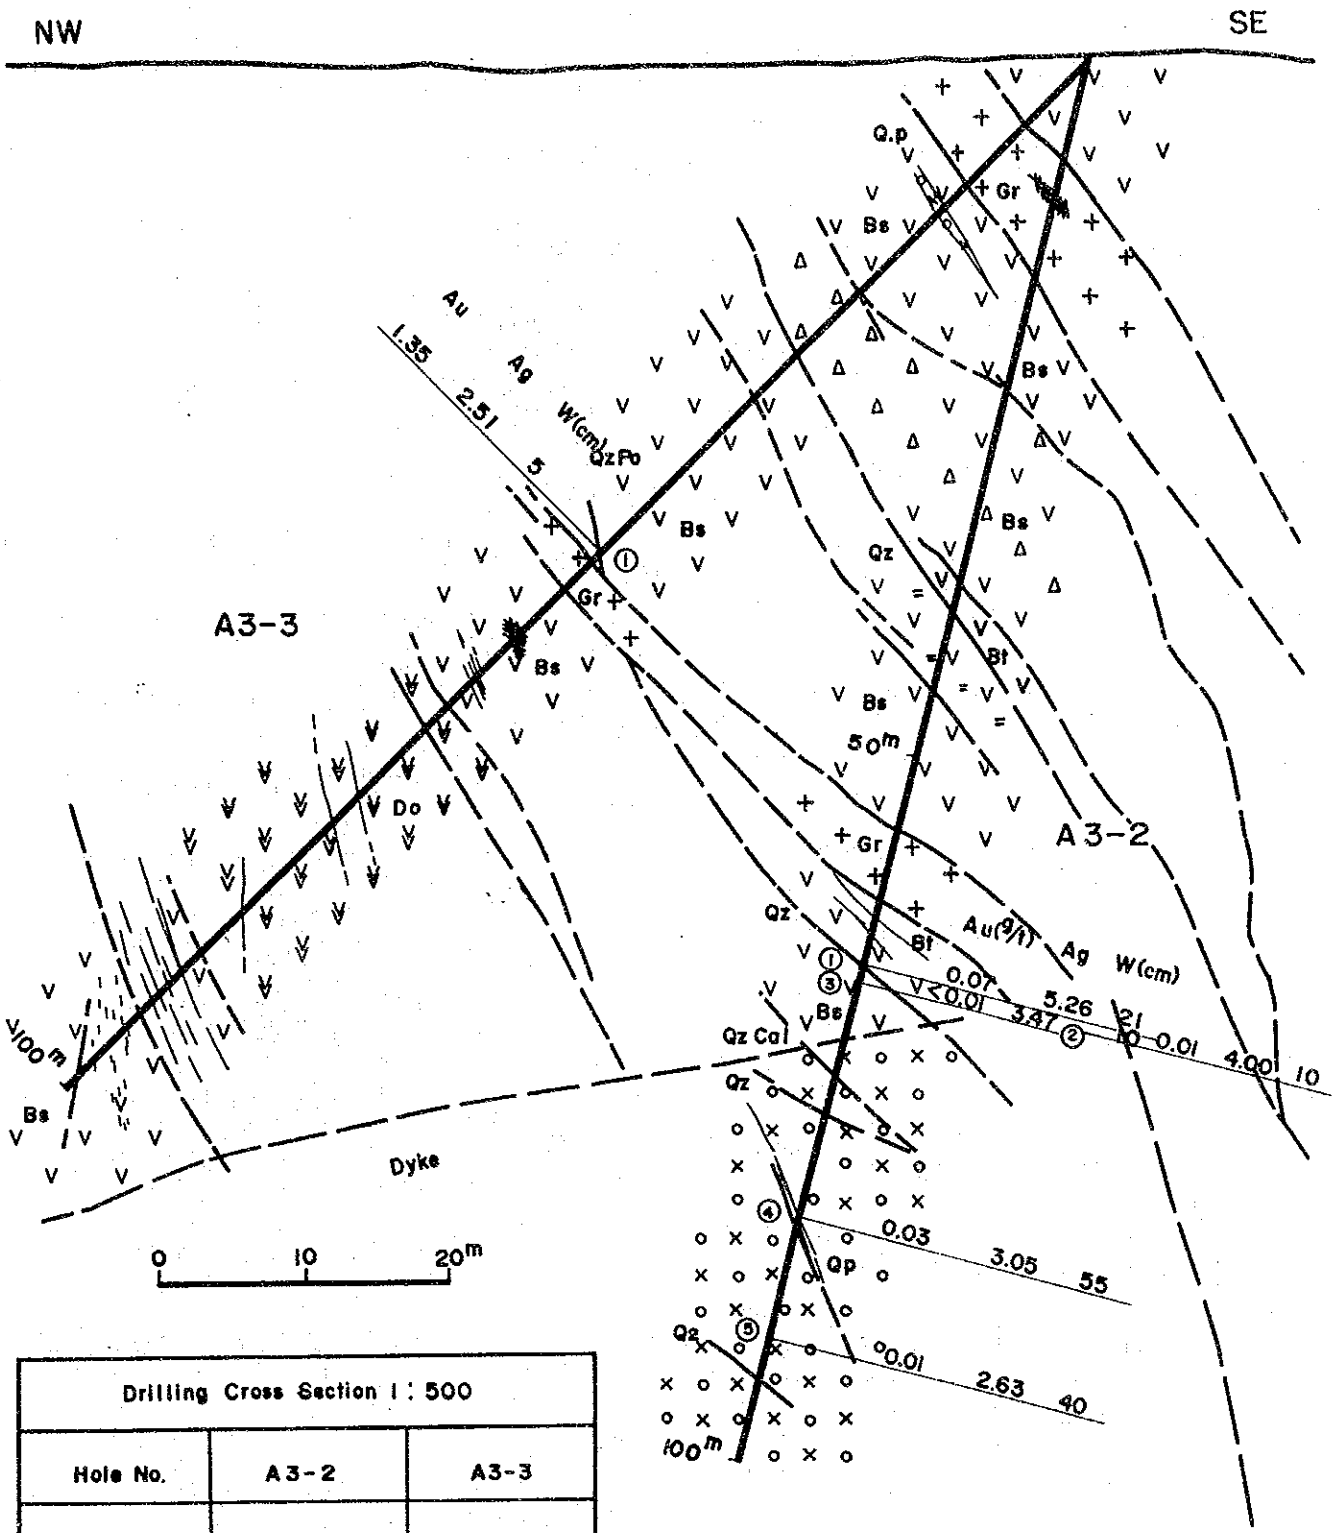 NW
SE
Q.p
Gr
Bs
Au
Ag
W(cm)
1.35
2.51
5
Qz Po
Bs
Bs
Bs
Qz
①
Gr
A3-3
Bs
Bt
Bs
50m
Do
A3-2
Gr
Qz
Bt
Au(g/t)
Ag
W(cm)
①
0.07
5.26
21
③
<0.01
3.47
②
10
0.01
4.00
10
Bs
100m
Qz Cal
Qz
Bs
Dyke
④
0.03
3.05
55
Qp
0
10
20m
⑤
Qz
0.01
2.63
40
100m
Drilling Cross Section 1 : 500
Hole No.
A3-2
A3-3